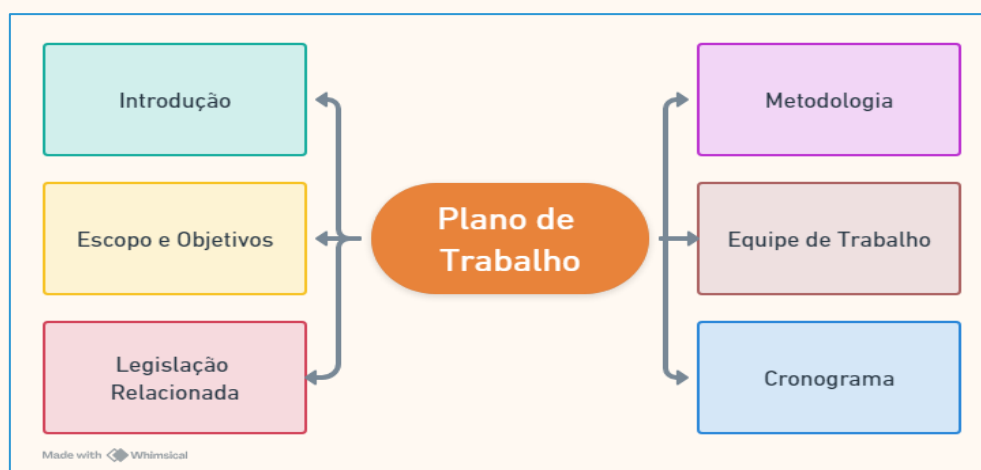 Introdução
Escopo e Objetivos
Legislação
Relacionada
Plano de
Trabalho
Metodologia
Equipe de Trabalho
Cronograma
Made with Whimsical